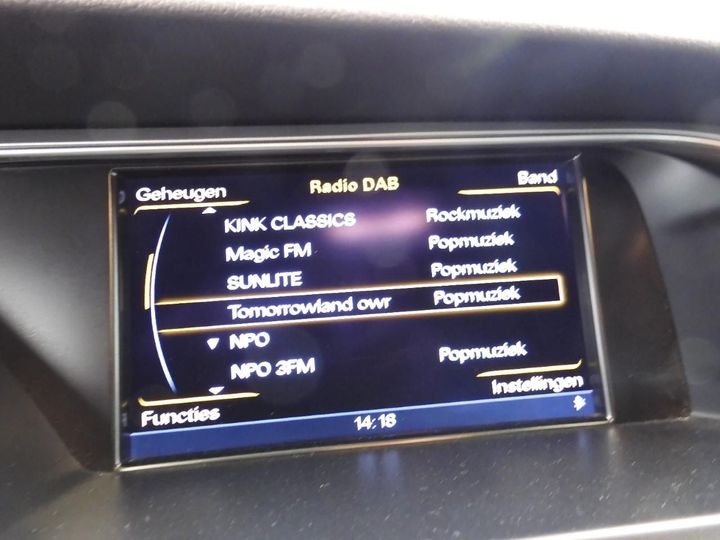 Geheugen Radio DAB Band
KINK CLASSICS Rockmuziek
Magic FM Popmuziek
SUNLITE Popmuziek
Tomorrowland owr Popmuziek
NPO
NPO 3FM Popmuziek
Functies Instellingen
14:18